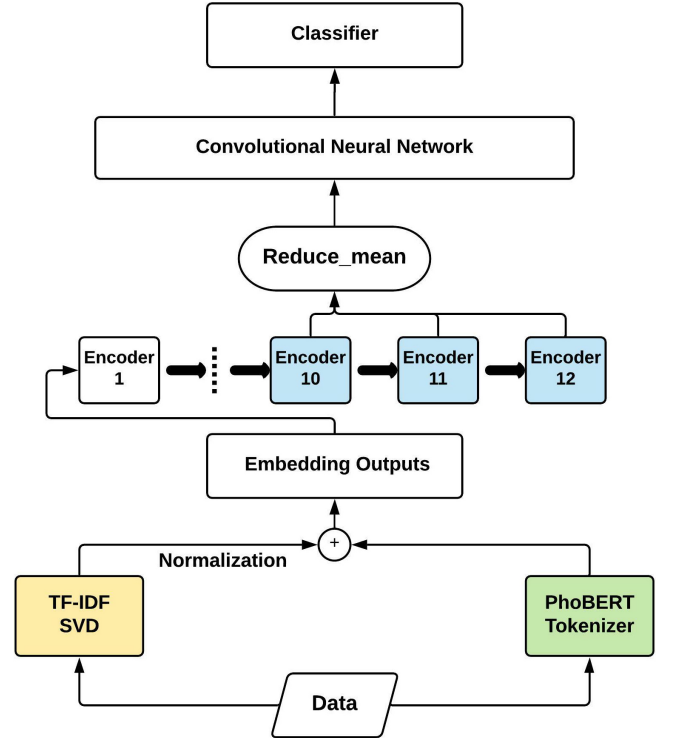 Classifier
Convolutional Neural Network
Reduce_mean
Encoder
1
Encoder
10
Encoder
11
Encoder
12
Embedding Outputs
+
Normalization
TF-IDF
SVD
PhoBERT
Tokenizer
Data